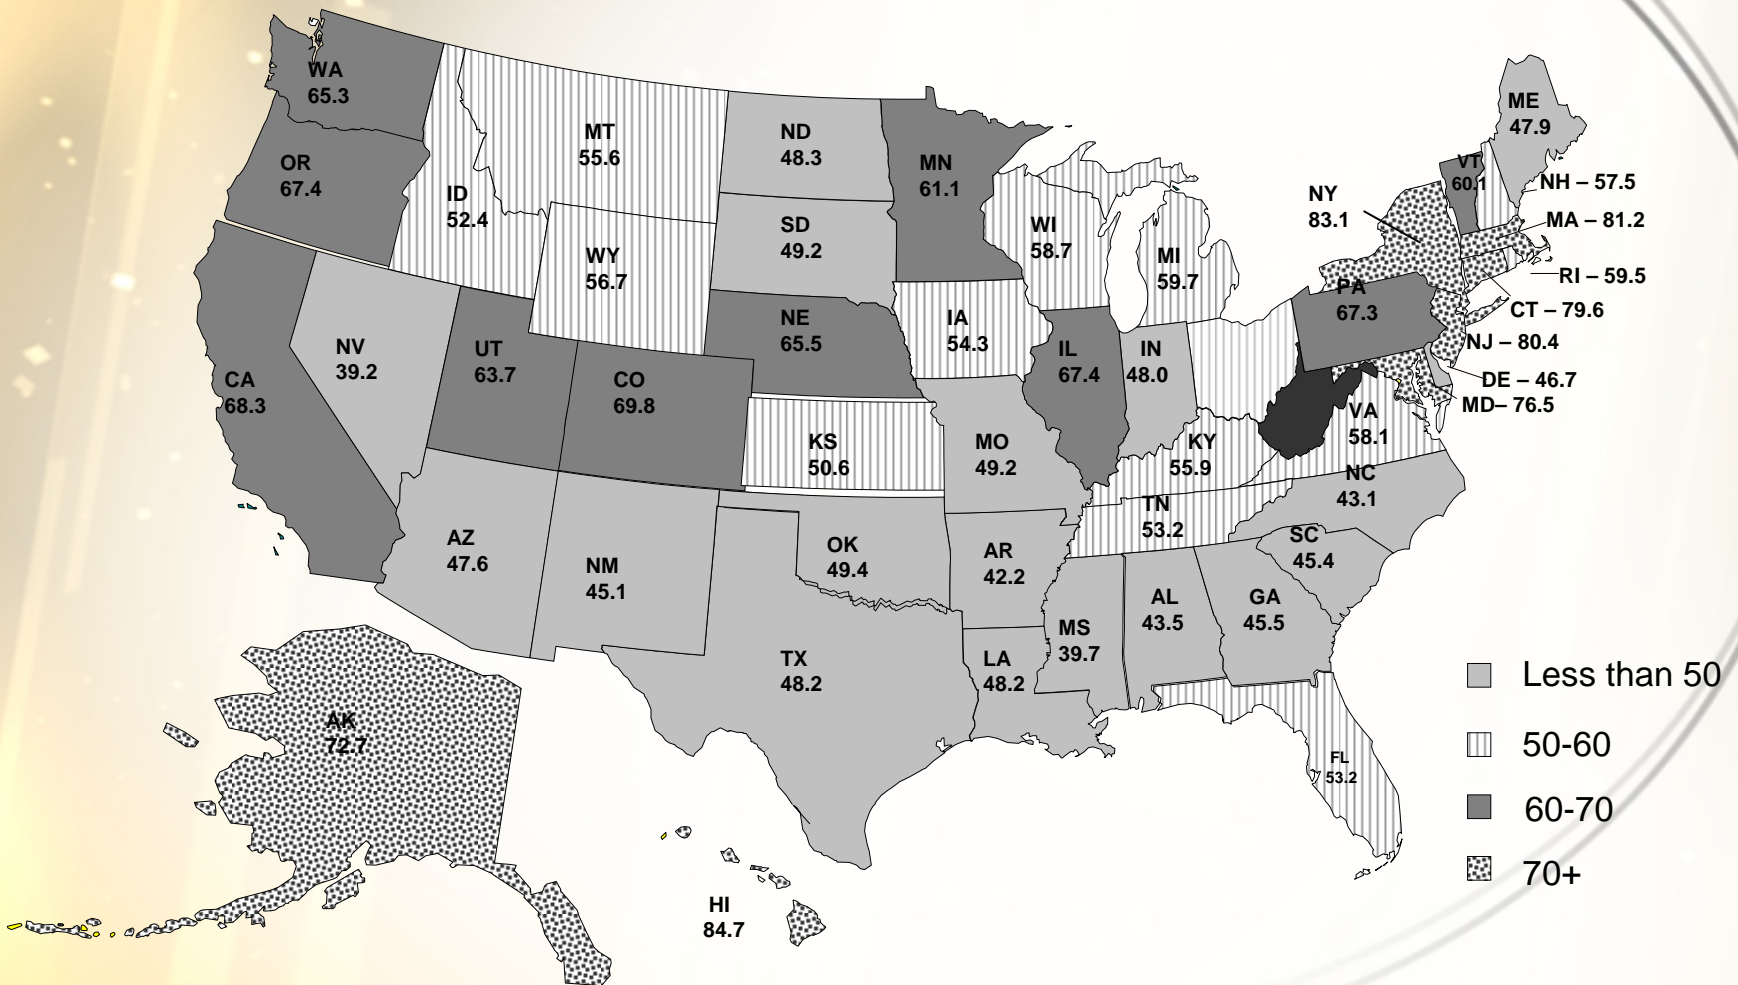 WA
65.3
OR
67.4
CA
68.3
NV
39.2
ID
52.4
MT
55.6
WY
56.7
UT
63.7
CO
69.8
AZ
47.6
NM
45.1
ND
48.3
SD
49.2
NE
65.5
KS
50.6
OK
49.4
TX
48.2
MN
61.1
IA
54.3
MO
49.2
AR
42.2
LA
48.2
WI
58.7
IL
67.4
MI
59.7
IN
48.0
KY
55.9
TN
53.2
MS
39.7
AL
43.5
GA
45.5
FL
53.2
SC
45.4
NC
43.1
VA
58.1
PA
67.3
NY
83.1
VT
60.1
ME
47.9
NH – 57.5
MA – 81.2
RI – 59.5
CT – 79.6
NJ – 80.4
DE – 46.7
MD– 76.5
AK
72.7
HI
84.7
Less than 50
50-60
60-70
70+